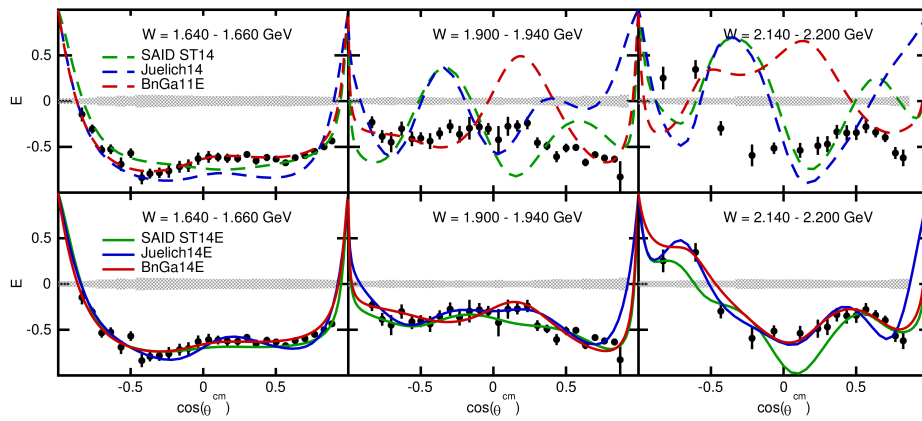 W = 1.640 - 1.660 GeV
W = 1.900 - 1.940 GeV
W = 2.140 - 2.200 GeV
SAID ST14
Juelich14
BnGa11E
E
0.5
0
-0.5
W = 1.640 - 1.660 GeV
W = 1.900 - 1.940 GeV
W = 2.140 - 2.200 GeV
SAID ST14E
Juelich14E
BnGa14E
E
0.5
0
-0.5
-0.5 0 0.5 -0.5 0 0.5 -0.5 0 0.5
cos(θ^cm) cos(θ^cm) cos(θ^cm)